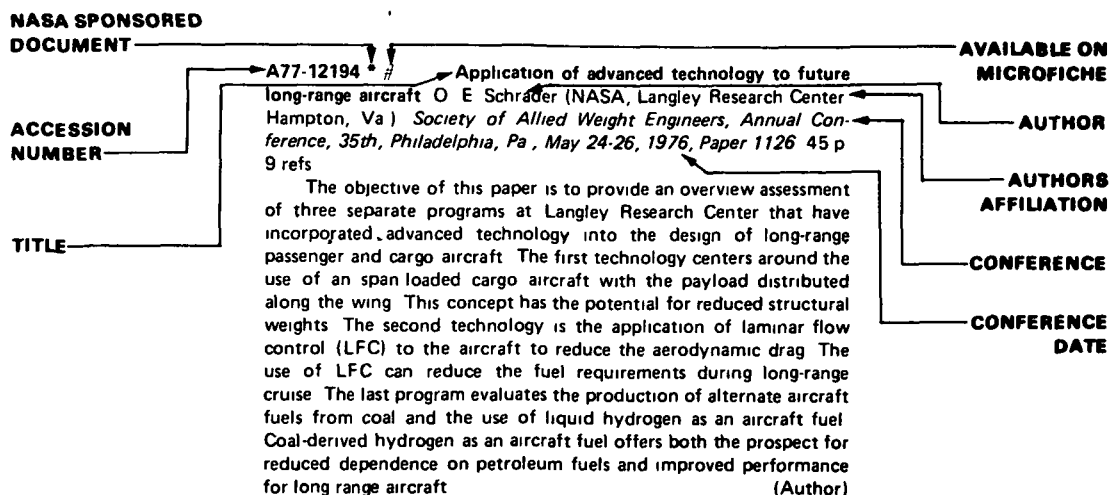 NASA SPONSORED
DOCUMENT
AVAILABLE ON
MICROFICHE
ACCESSION
NUMBER
AUTHOR
AUTHORS
AFFILIATION
TITLE
CONFERENCE
CONFERENCE
DATE
A77-12194 * # Application of advanced technology to future
long-range aircraft O E Schrader (NASA, Langley Research Center
Hampton, Va ) Society of Allied Weight Engineers, Annual Con-
ference, 35th, Philadelphia, Pa , May 24-26, 1976, Paper 1126 45 p
9 refs
The objective of this paper is to provide an overview assessment
of three separate programs at Langley Research Center that have
incorporated advanced technology into the design of long-range
passenger and cargo aircraft The first technology centers around the
use of an span loaded cargo aircraft with the payload distributed
along the wing This concept has the potential for reduced structural
weights The second technology is the application of laminar flow
control (LFC) to the aircraft to reduce the aerodynamic drag The
use of LFC can reduce the fuel requirements during long-range
cruise The last program evaluates the production of alternate aircraft
fuels from coal and the use of liquid hydrogen as an aircraft fuel
Coal-derived hydrogen as an aircraft fuel offers both the prospect for
reduced dependence on petroleum fuels and improved performance
for long range aircraft (Author)